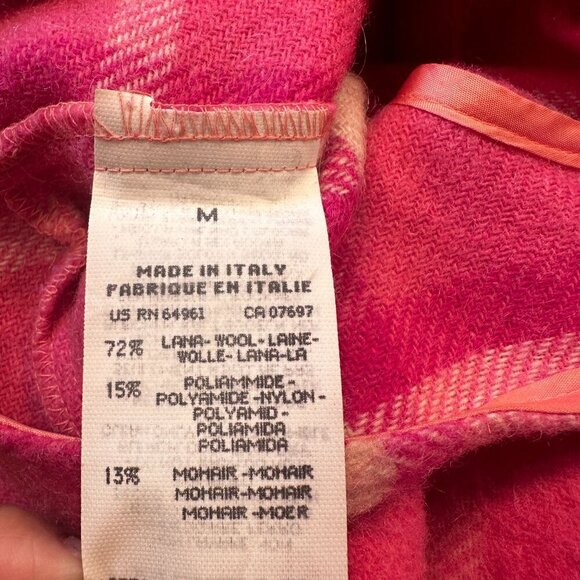 M
MADE IN ITALY
FABRIQUE EN ITALIE
US RN 64961 CA 07697
72% LANA- WOOL-LAINE-
WOLLE- LANA-LÃ
15% POLIAMMIDE-
POLYAMIDE-NYLON-
POLYAMID-
POLIAMIDA
POLIAMIDA
13% MOHAIR-MOHAIR
MOHAIR-MOHAIR
MOHAIR-MOER